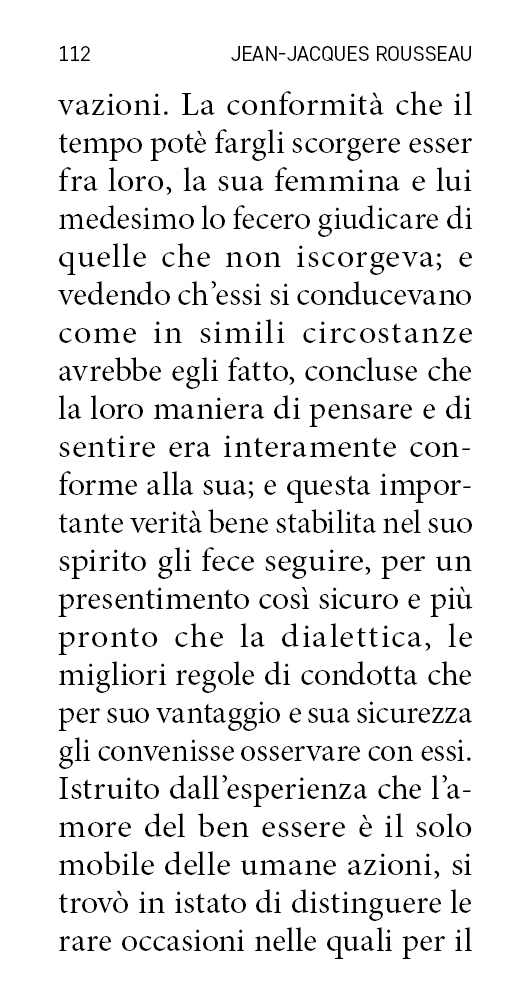 112 JEAN-JACQUES ROUSSEAU
vazioni. La conformità che il
tempo potè fargli scorgere esser
fra loro, la sua femmina e lui
medesimo lo fecero giudicare di
quelle che non iscorgeva; e
vedendo ch’essi si conducevano
come in simili circostanze
avrebbe egli fatto, concluse che
la loro maniera di pensare e di
sentire era interamente con-
forme alla sua; e questa impor-
tante verità bene stabilita nel suo
spirito gli fece seguire, per un
presentimento così sicuro e più
pronto che la dialettica, le
migliori regole di condotta che
per suo vantaggio e sua sicurezza
gli convenisse osservare con essi.
Istruito dall’esperienza che l’a-
more del ben essere è il solo
mobile delle umane azioni, si
trovò in istato di distinguere le
rare occasioni nelle quali per il